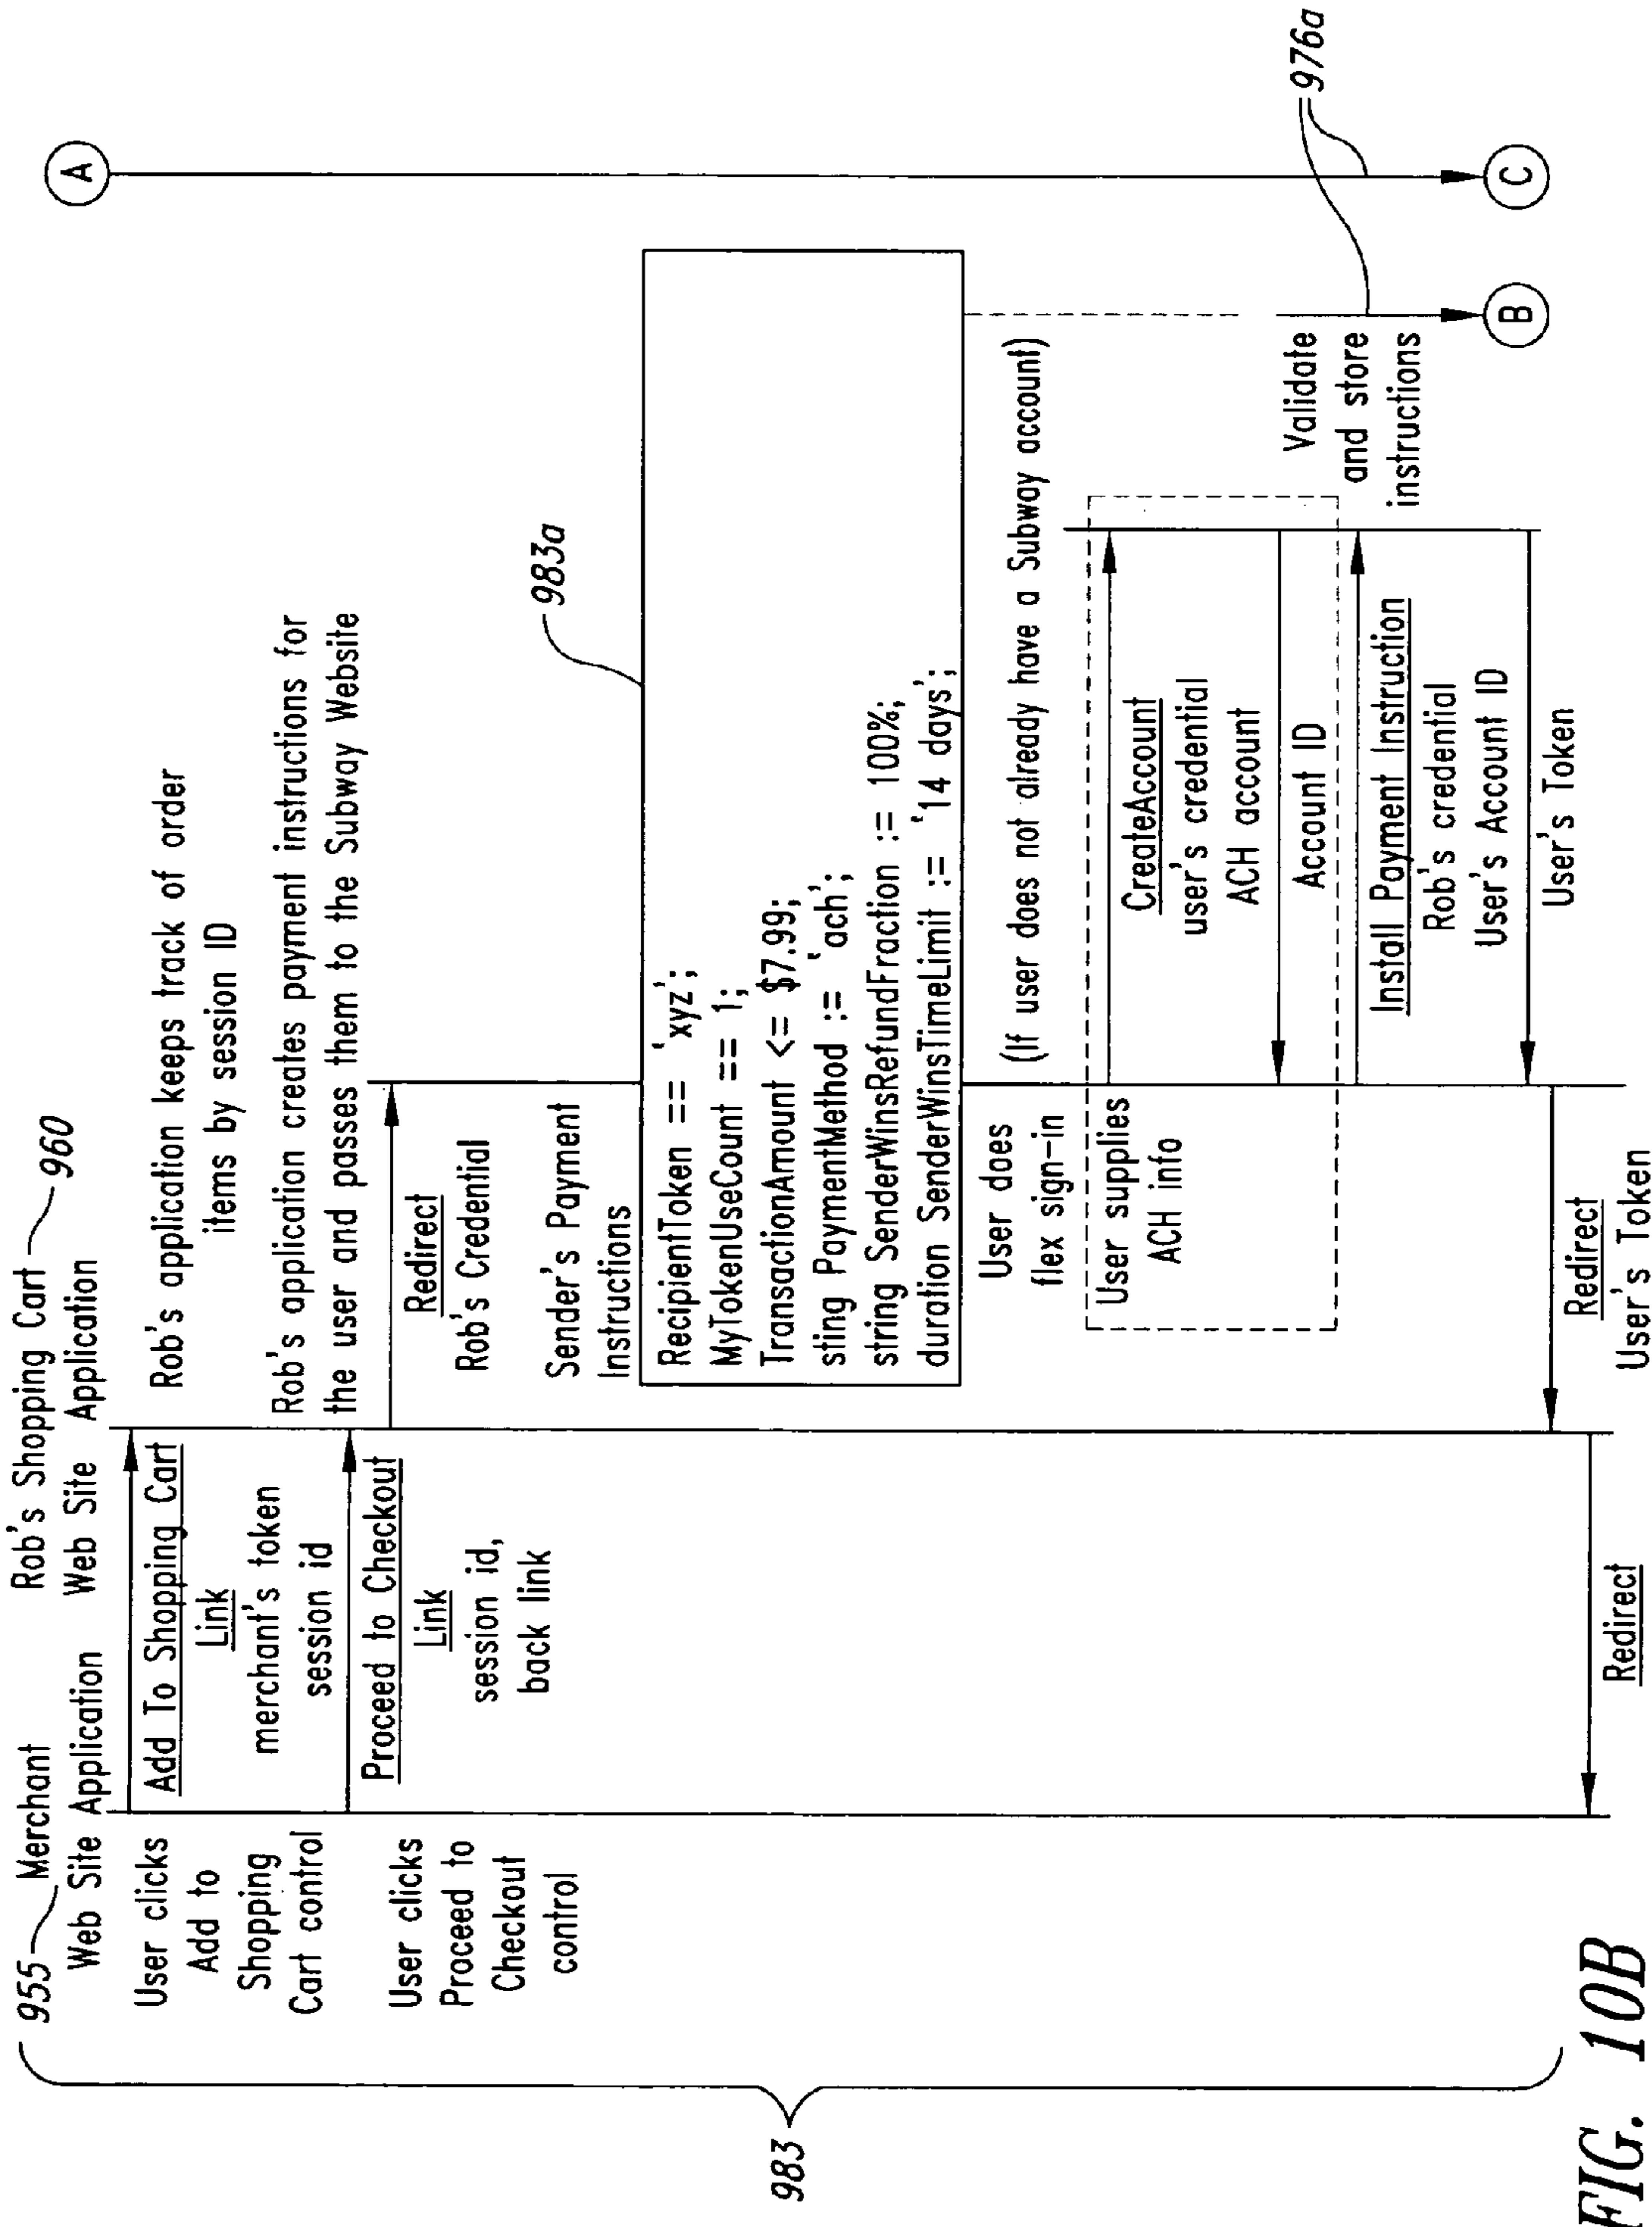 955
Merchant
Web Site Application
Rob's Shopping Cart
960
Web Site Application
User clicks
Add to
Shopping
Cart control
Add To Shopping Cart
Link
merchant's token
session id
Rob's application keeps track of order
items by session ID
User clicks
Proceed to
Checkout
control
Proceed to Checkout
Link
session id,
back link
Rob's application creates payment instructions for
the user and passes them to the Subway Website
Redirect
Rob's Credential
Sender's Payment
Instructions
983a
RecipientToken == 'xyz';
MyTokenUseCount == 1;
TransactionAmount <= $7.99;
sting PaymentMethod := 'ach';
string SenderWinsRefundFraction := 100%;
duration SenderWinsTimeLimit := '14 days';
User does
flex sign-in
(If user does not already have a Subway account)
User supplies
ACH info
CreateAccount
user's credential
ACH account
Account ID
Install Payment Instruction
Rob's credential
User's Account ID
User's Token
Validate
and store
instructions
976a
A
B
C
Redirect
User's Token
Redirect
983
FIG. 10B